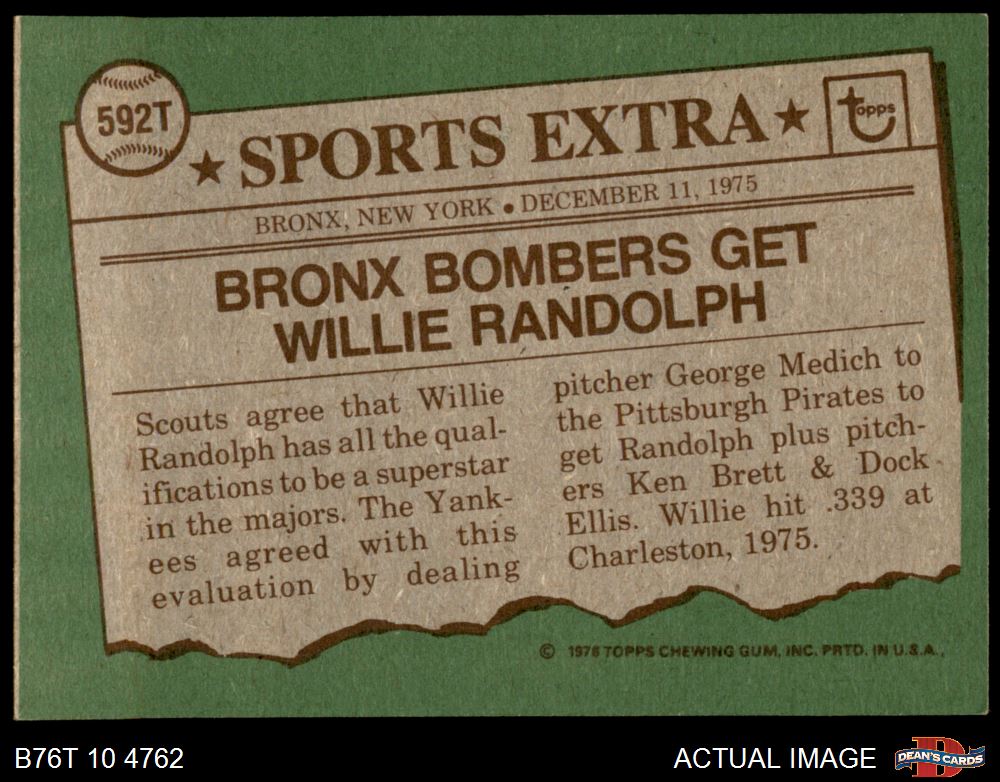 592T
★ SPORTS EXTRA ★
topps
BRONX, NEW YORK • DECEMBER 11, 1975
BRONX BOMBERS GET
WILLIE RANDOLPH
Scouts agree that Willie
Randolph has all the qual-
ifications to be a superstar
in the majors. The Yank-
ees agreed with this
evaluation by dealing
pitcher George Medich to
the Pittsburgh Pirates to
get Randolph plus pitch-
ers Ken Brett & Dock
Ellis. Willie hit .339 at
Charleston, 1975.
© 1976 TOPPS CHEWING GUM, INC. PRTD. IN U.S.A.
B76T 10 4762
ACTUAL IMAGE
D
DEAN'S CARDS